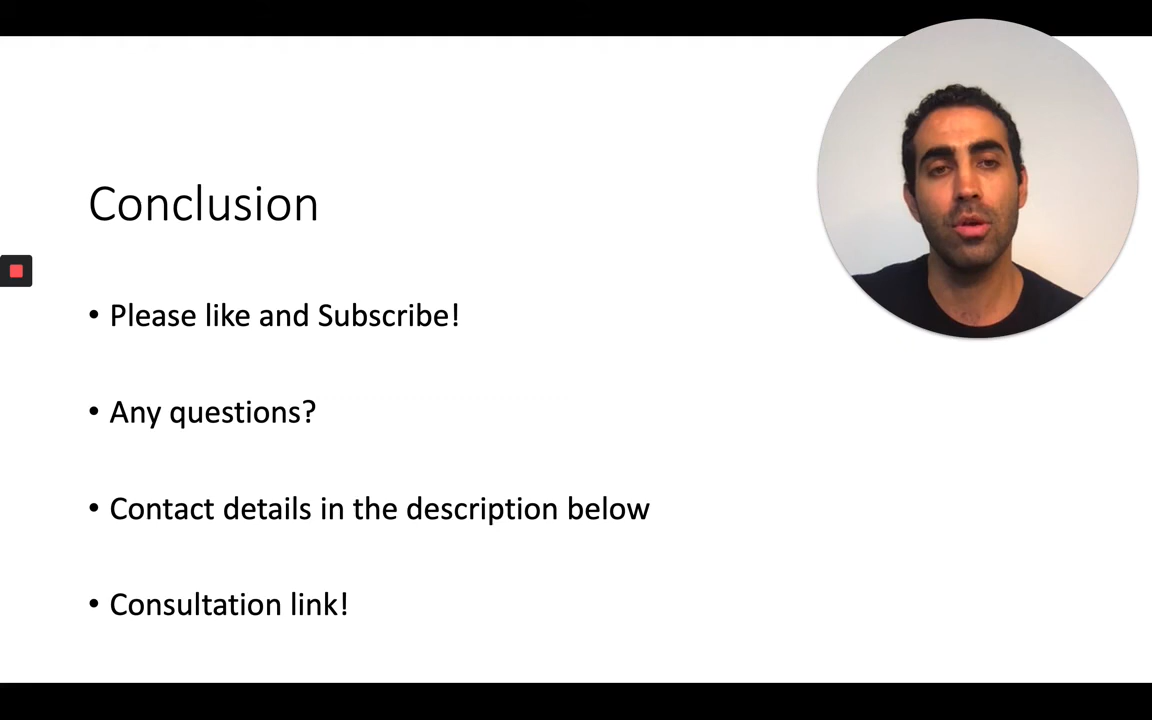 Conclusion
• Please like and Subscribe!
• Any questions?
• Contact details in the description below
• Consultation link!